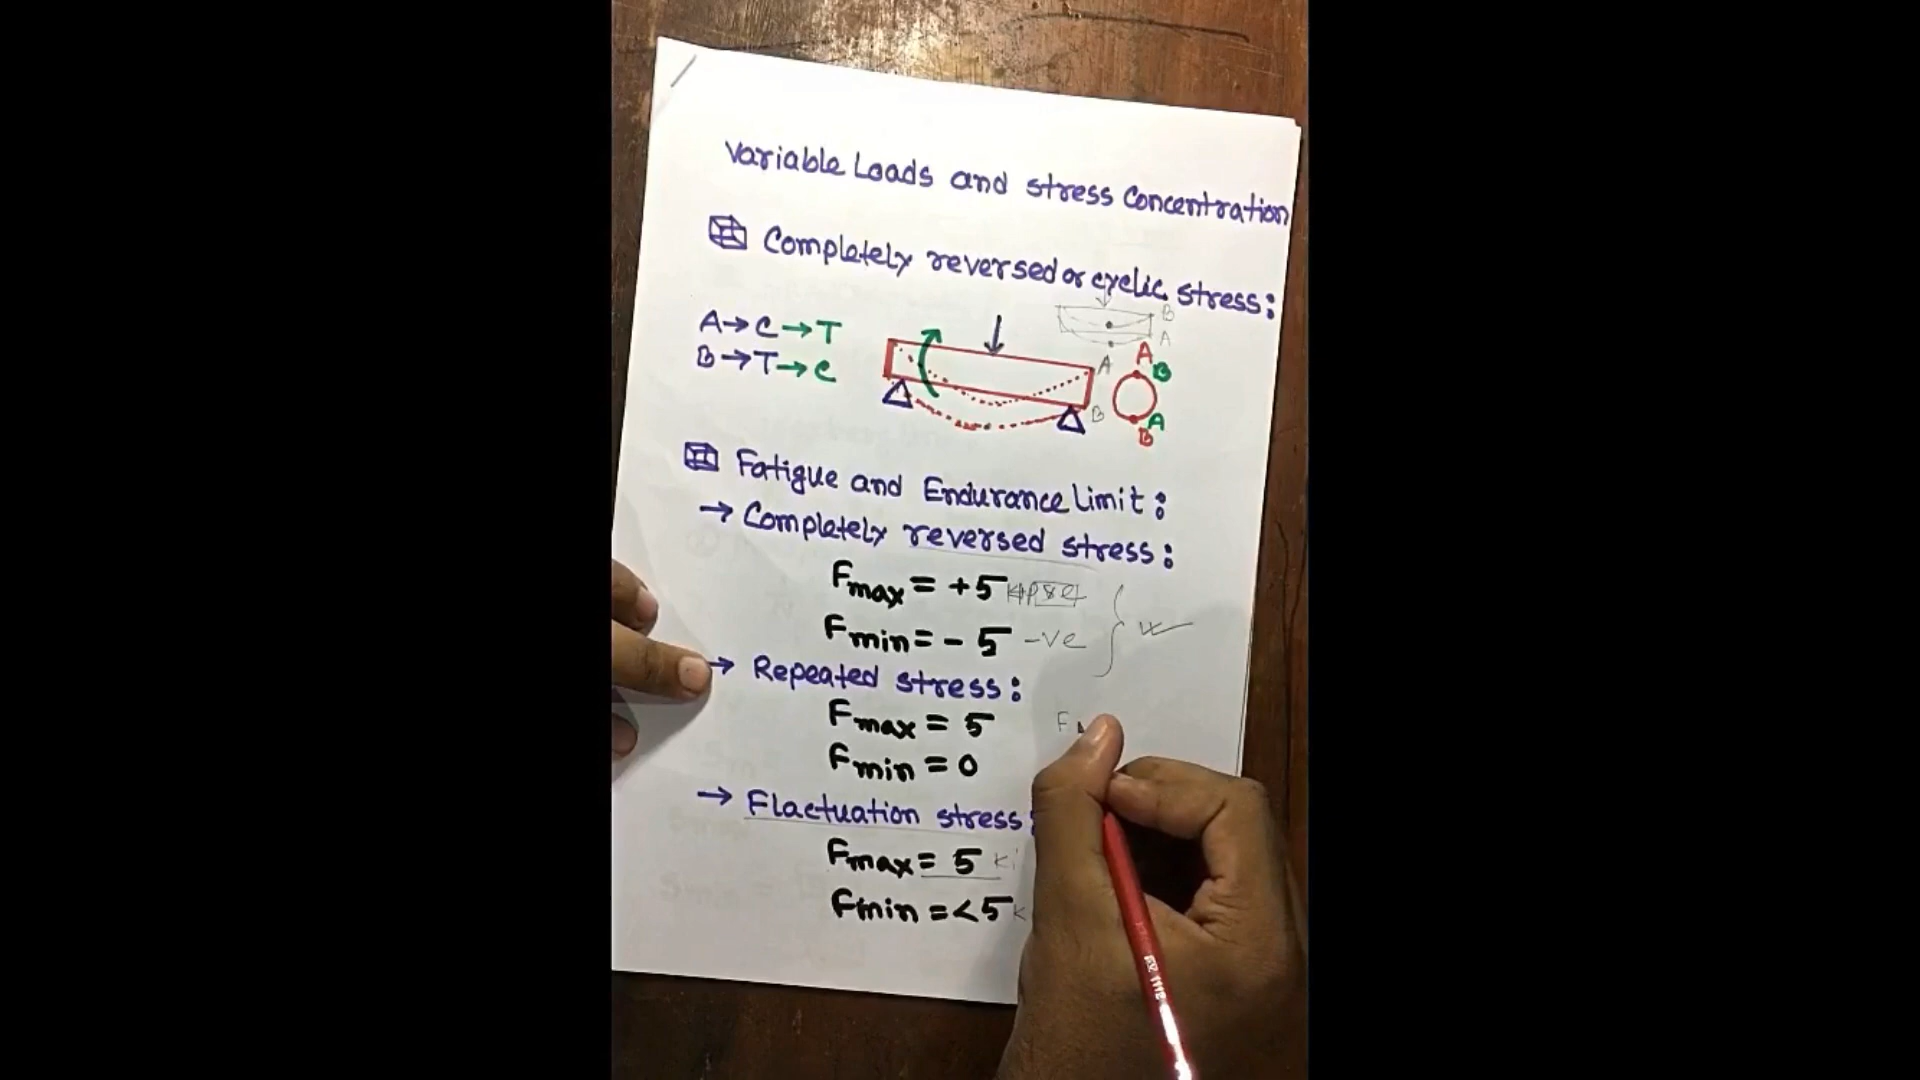 Variable Loads and stress Concentration
Completely reversed or cyclic stress:
A→C→T
B→T→C
B
A
A
B
A
B
A
B
Fatigue and Endurance Limit:
→ Completely reversed stress:
Fmax = +5
Fmin = - 5 -ve
→ Repeated stress:
Fmax = 5
F
Fmin = 0
→ Flactuation stress:
Fmax = 5 Ki
Fmin = <5 K